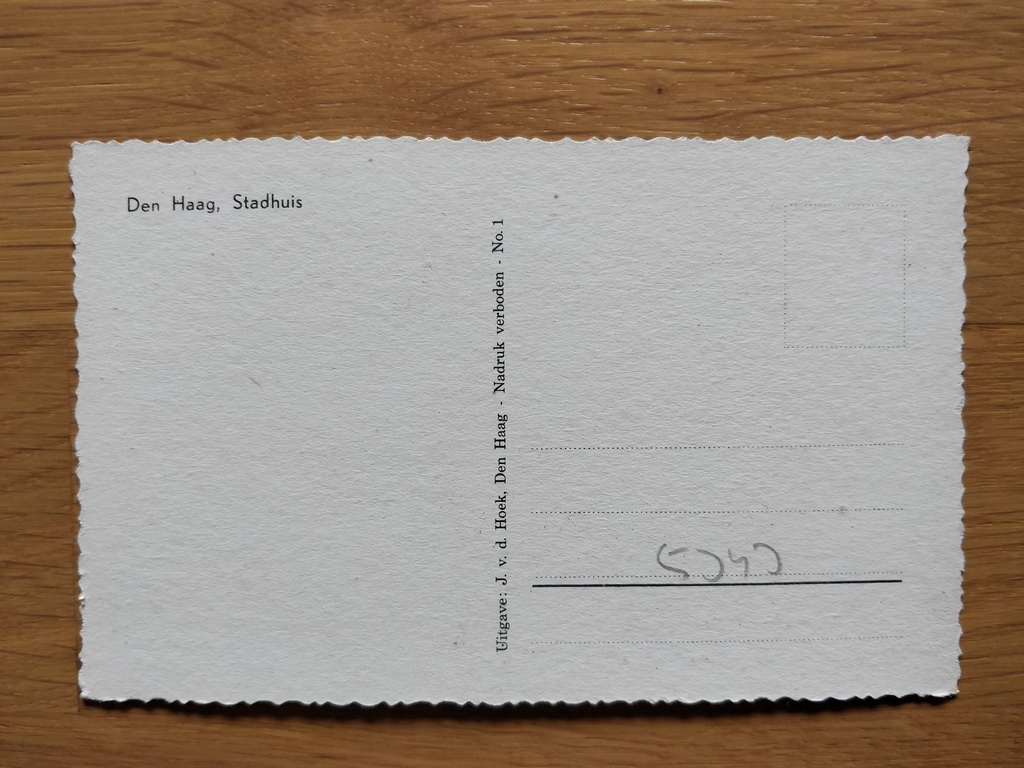 Den Haag, Stadhuis
Uitgave: J. v. d. Hoek, Den Haag - Nadruk verboden - No. 1